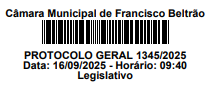 Câmara Municipal de Francisco Beltrão
PROTOCOLO GERAL 1345/2025
Data: 16/09/2025 - Horário: 09:40
Legislativo